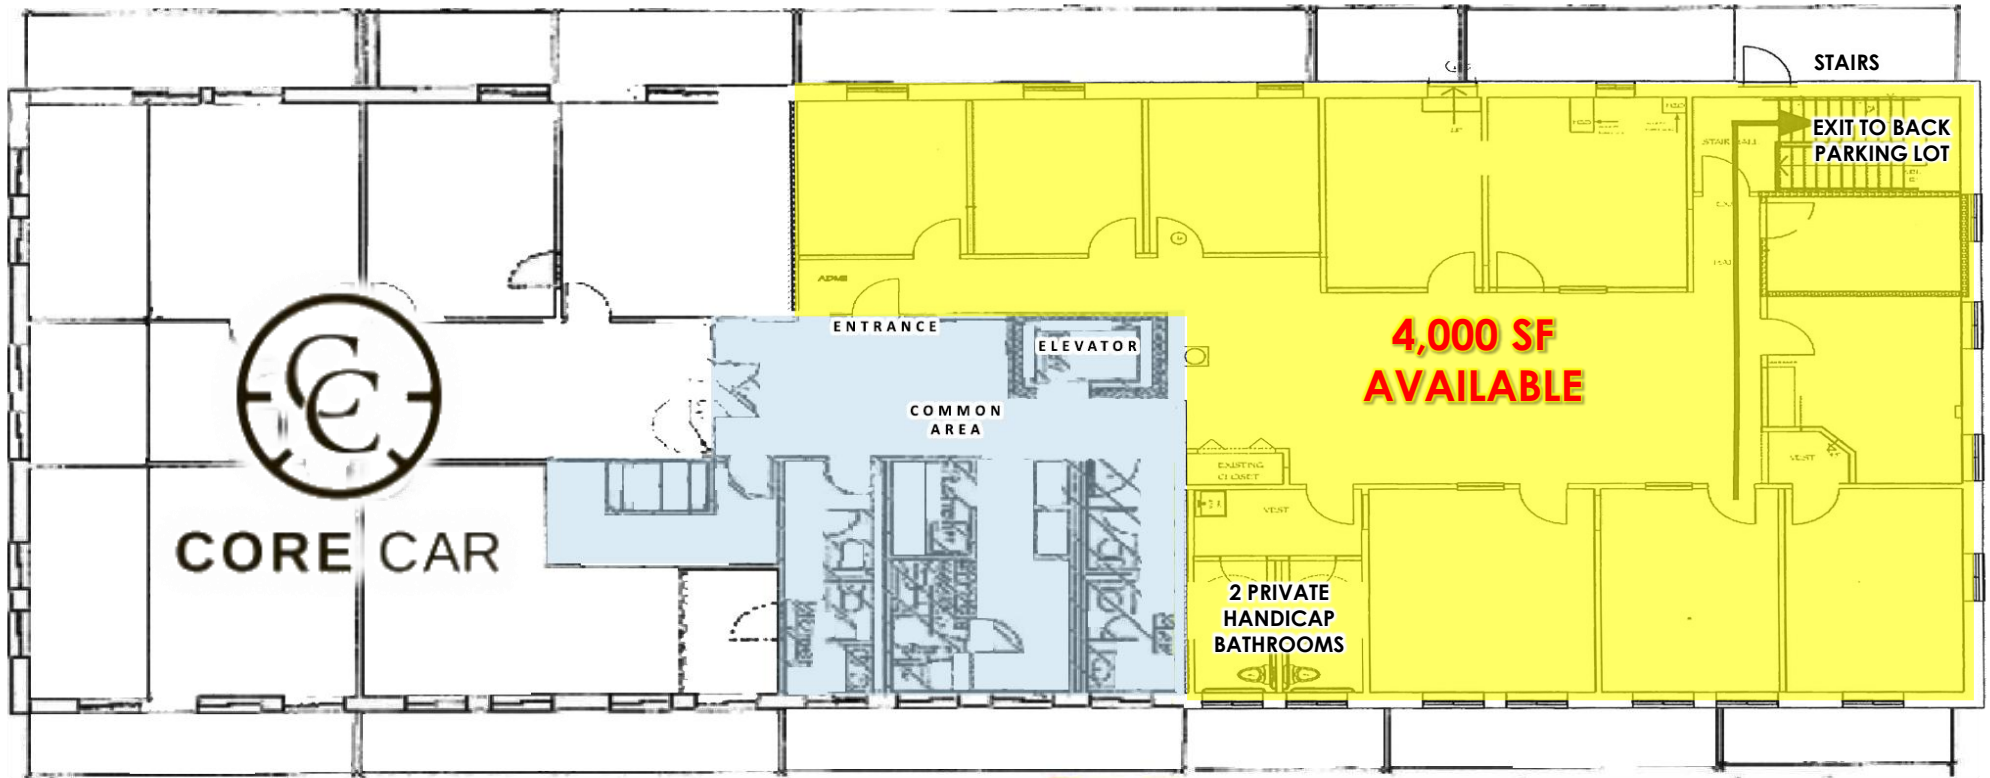 STAIRS
EXIT TO BACK
PARKING LOT
STAIR HALL
ADMIN
ENTRANCE
ELEVATOR
4,000 SF
AVAILABLE
COMMON
AREA
CC
CORE CAR
EXISTING
CLOSET
VEST
VEST
2 PRIVATE
HANDICAP
BATHROOMS